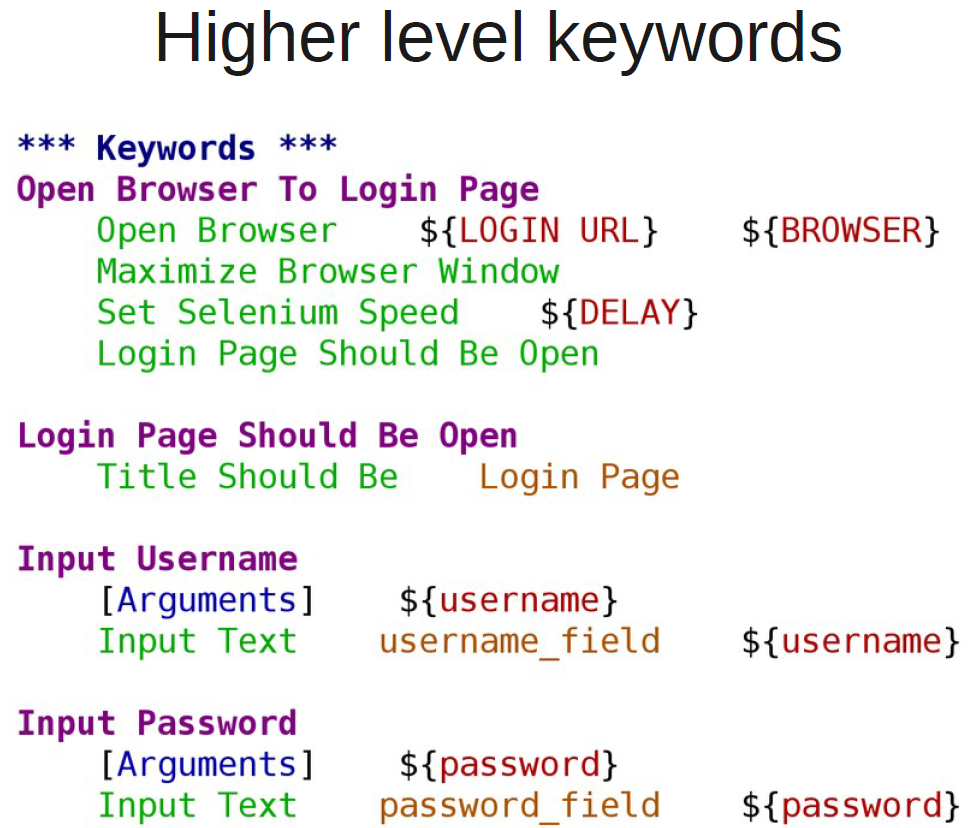 Higher level keywords
*** Keywords ***
Open Browser To Login Page
    Open Browser    ${LOGIN URL}    ${BROWSER}
    Maximize Browser Window
    Set Selenium Speed    ${DELAY}
    Login Page Should Be Open
Login Page Should Be Open
    Title Should Be    Login Page
Input Username
    [Arguments]    ${username}
    Input Text    username_field    ${username}
Input Password
    [Arguments]    ${password}
    Input Text    password_field    ${password}